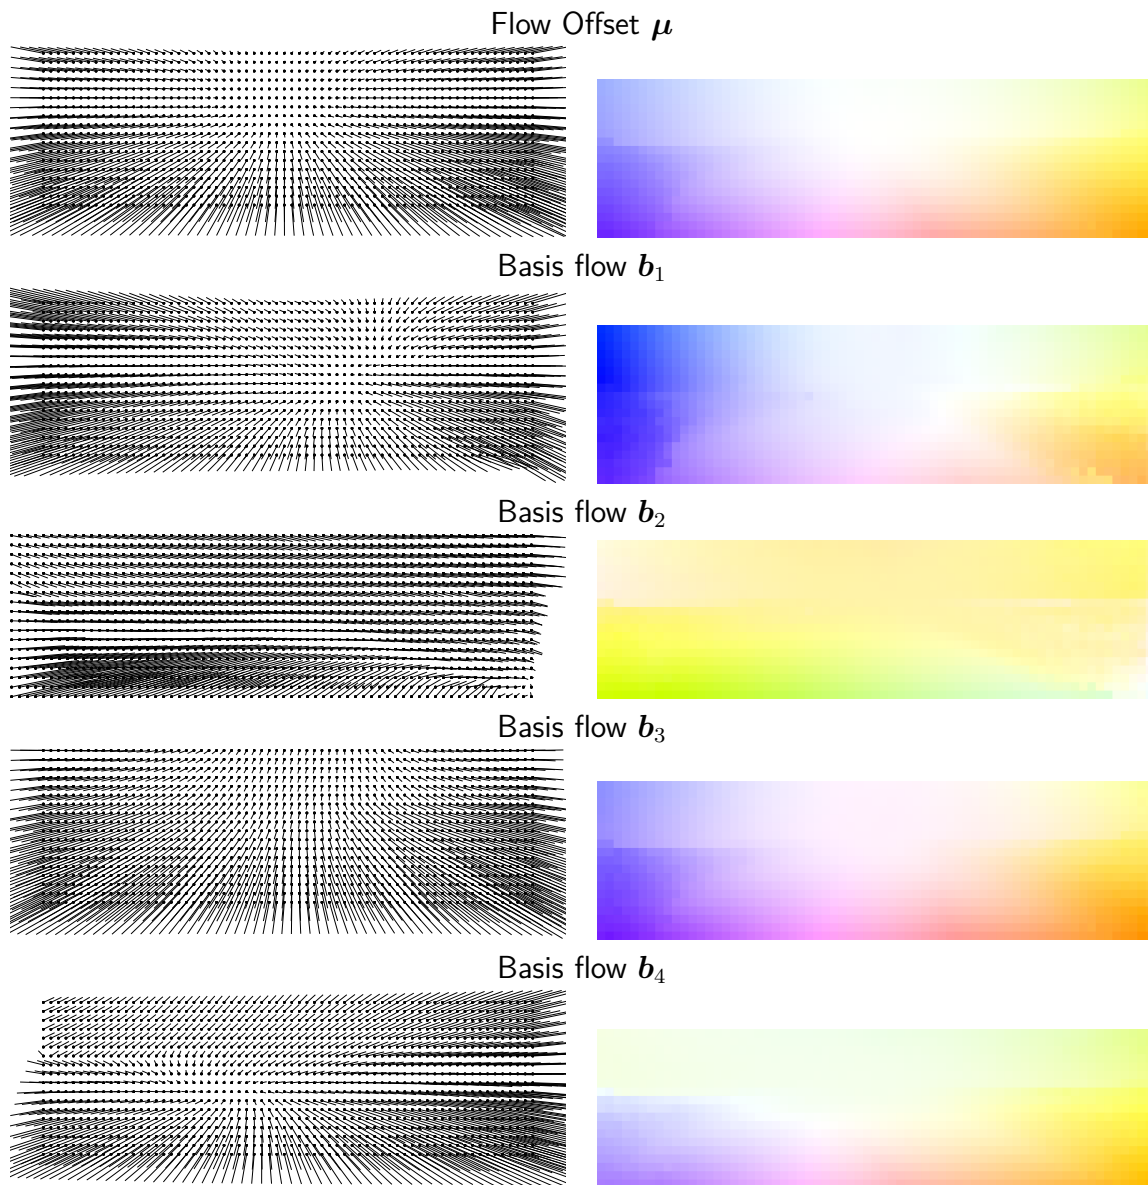 Flow Offset μ
Basis flow b₁
Basis flow b₂
Basis flow b₃
Basis flow b₄